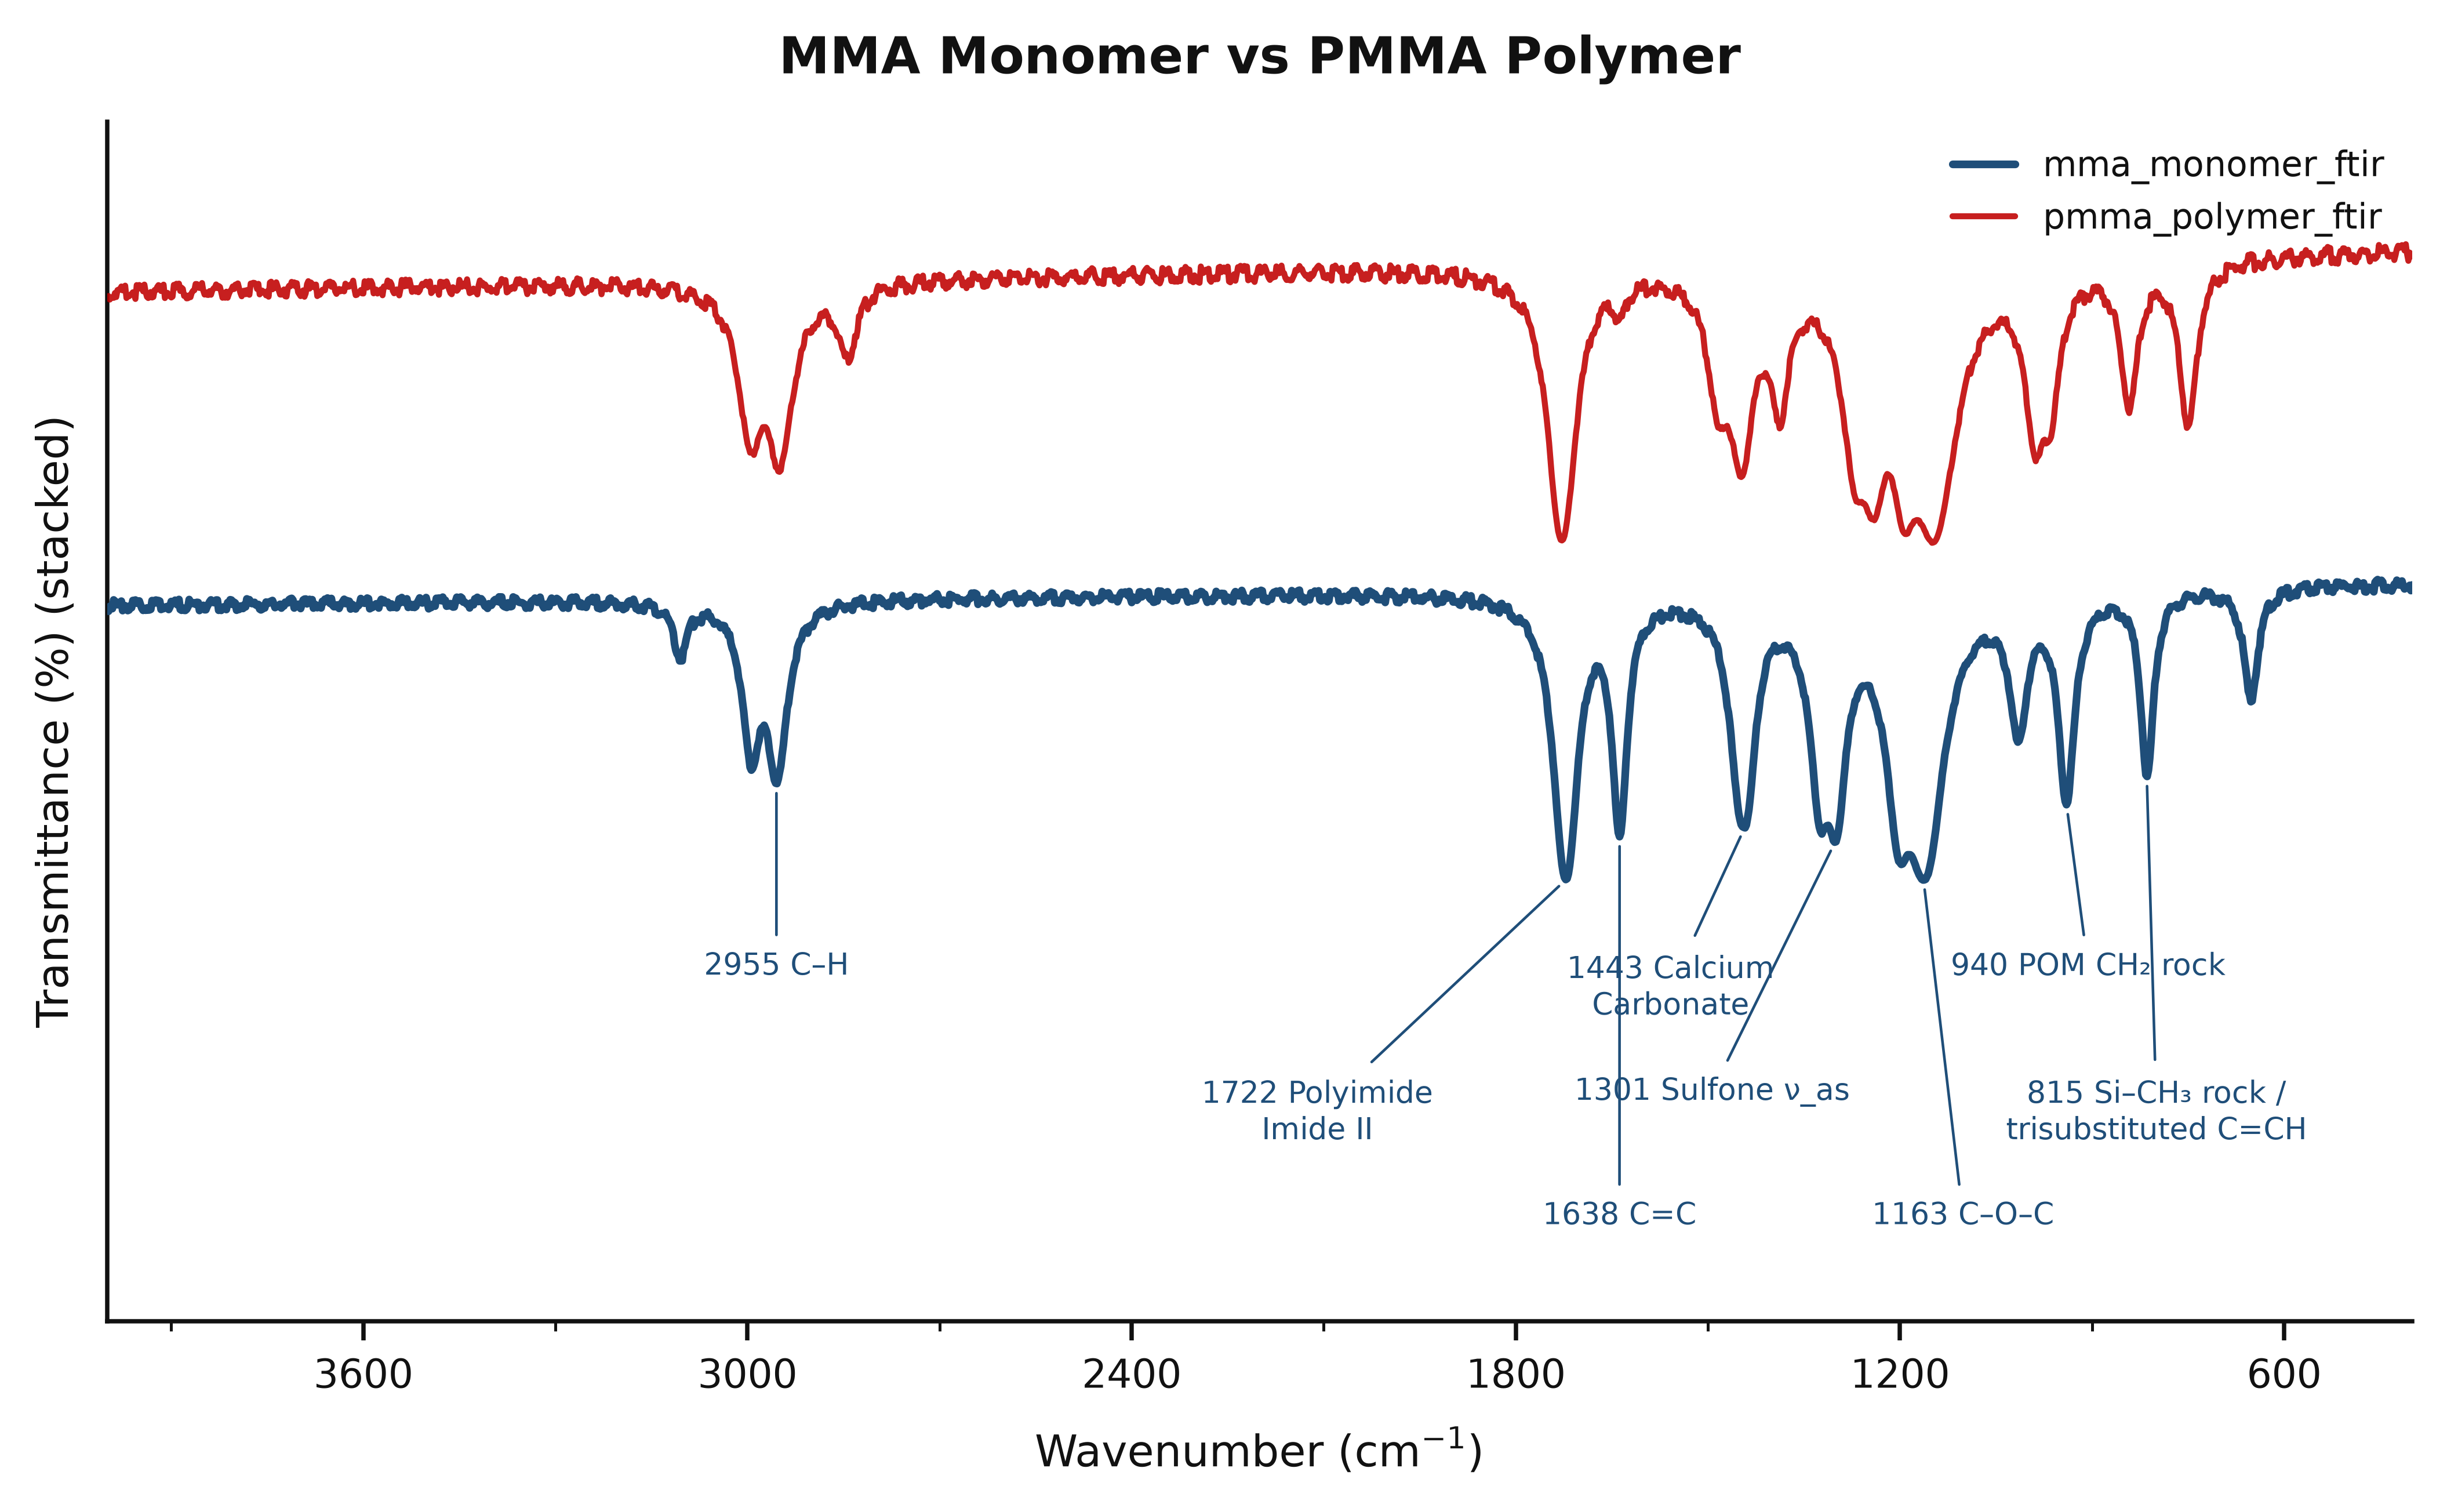 MMA Monomer vs PMMA Polymer
mma_monomer_ftir
pmma_polymer_ftir
Transmittance (%) (stacked)
2955 C–H
1443 Calcium
Carbonate
940 POM CH₂ rock
1722 Polyimide
Imide II
1301 Sulfone ν_as
815 Si–CH₃ rock /
trisubstituted C=CH
1638 C=C
1163 C–O–C
3600
3000
2400
1800
1200
600
Wavenumber (cm⁻¹)